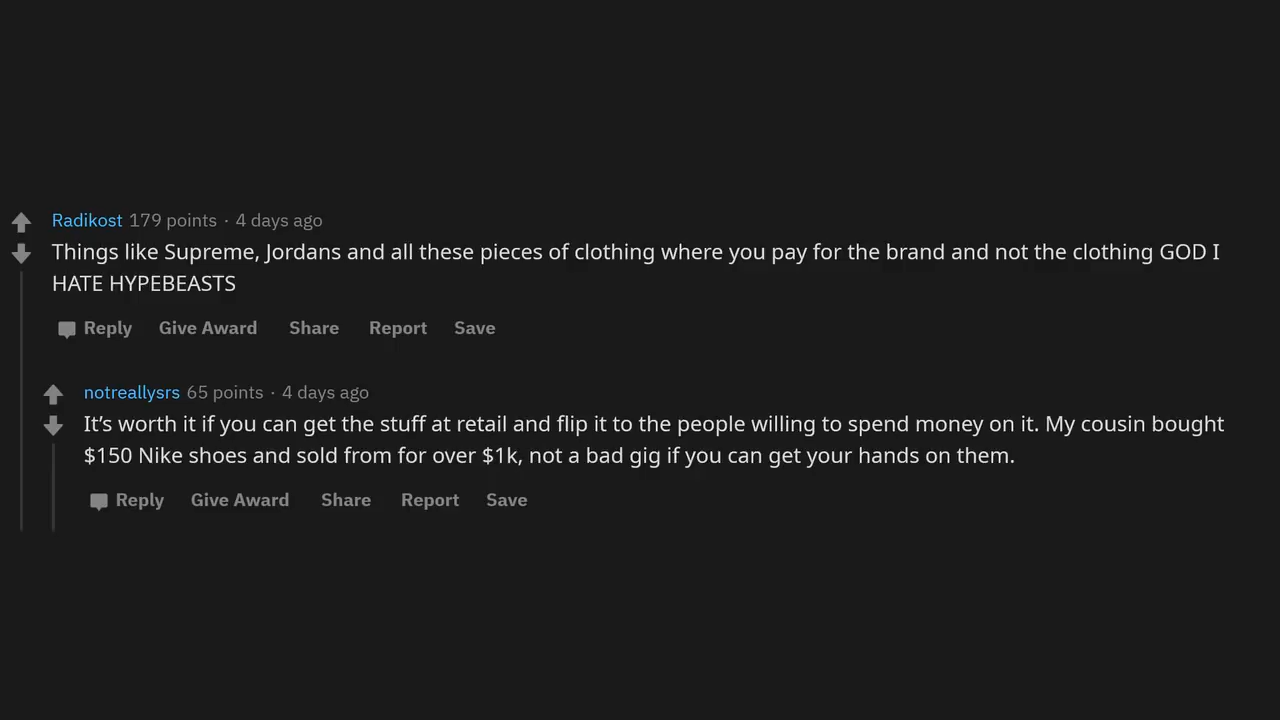 Radikost 179 points · 4 days ago
Things like Supreme, Jordans and all these pieces of clothing where you pay for the brand and not the clothing GOD I
HATE HYPEBEASTS
Reply Give Award Share Report Save
notreallysrs 65 points · 4 days ago
It’s worth it if you can get the stuff at retail and flip it to the people willing to spend money on it. My cousin bought
$150 Nike shoes and sold from for over $1k, not a bad gig if you can get your hands on them.
Reply Give Award Share Report Save